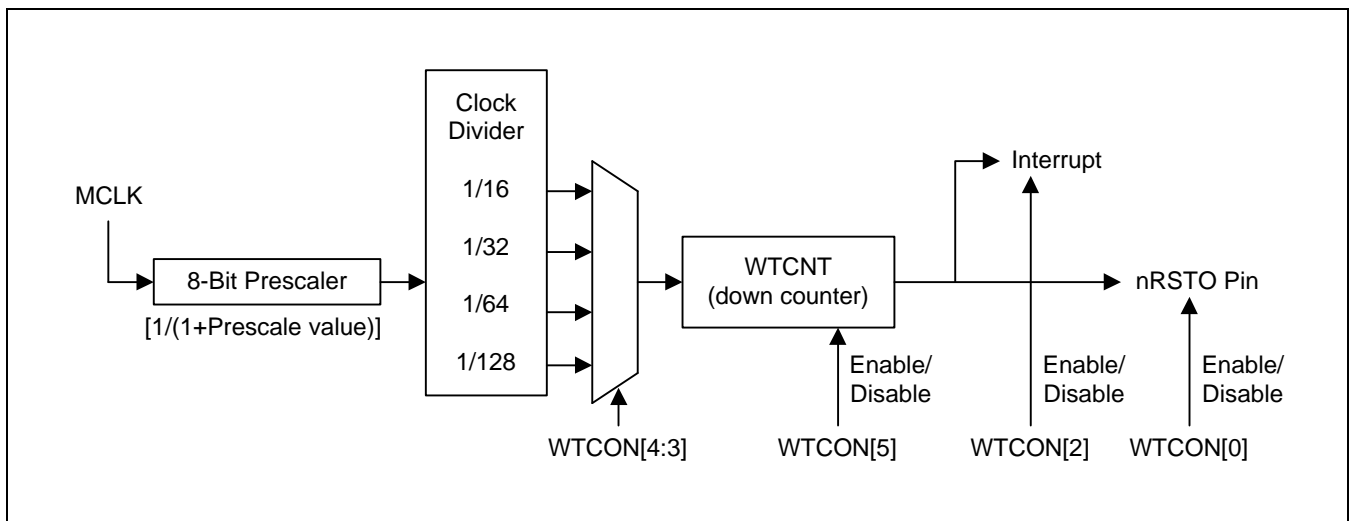 MCLK
8-Bit Prescaler
[1/(1+Prescale value)]
Clock
Divider
1/16
1/32
1/64
1/128
WTCON[4:3]
WTCNT
(down counter)
Enable/
Disable
WTCON[5]
Interrupt
Enable/
Disable
WTCON[2]
nRSTO Pin
Enable/
Disable
WTCON[0]